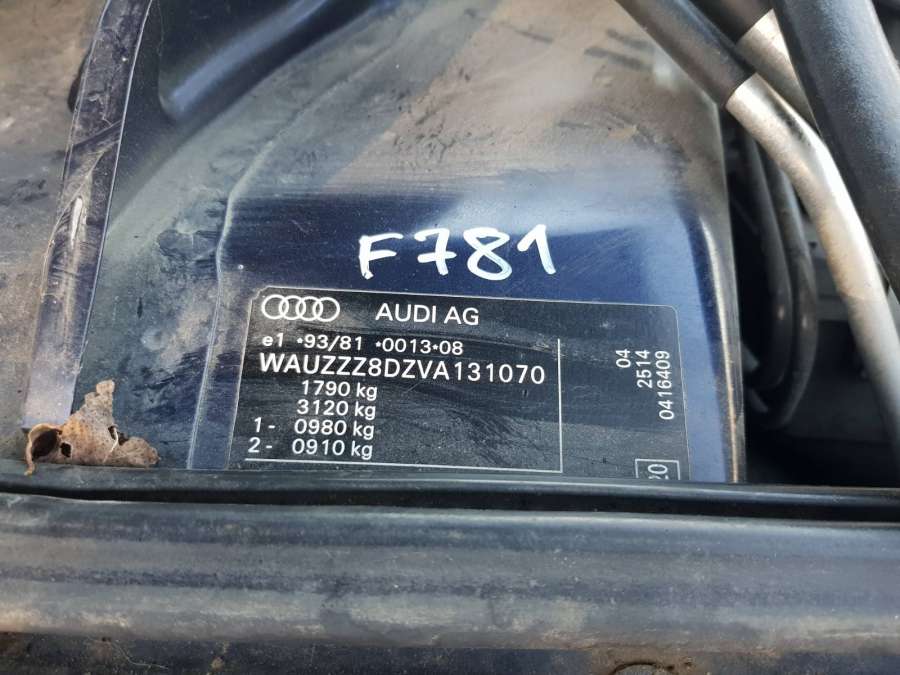 F781
AUDI AG
e1 •93/81 •0013•08
WAUZZZ8DZVA131070
1790 kg
3120 kg
1- 0980 kg
2- 0910 kg
04
2514
0416409
20